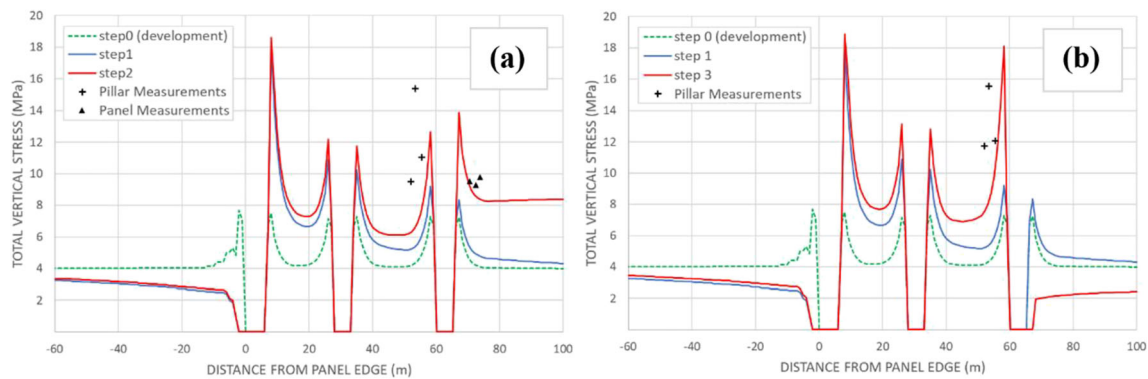 20
18
16
14
12
10
8
6
4
2
TOTAL VERTICAL STRESS (MPa)
step0 (development)
step1
step2
Pillar Measurements
Panel Measurements
(a)
-60 -40 -20 0 20 40 60 80 100
DISTANCE FROM PANEL EDGE (m)
20
18
16
14
12
10
8
6
4
2
TOTAL VERTICAL STRESS (MPa)
step 0 (development)
step 1
step 3
Pillar Measurements
(b)
-60 -40 -20 0 20 40 60 80 100
DISTANCE FROM PANEL EDGE (m)